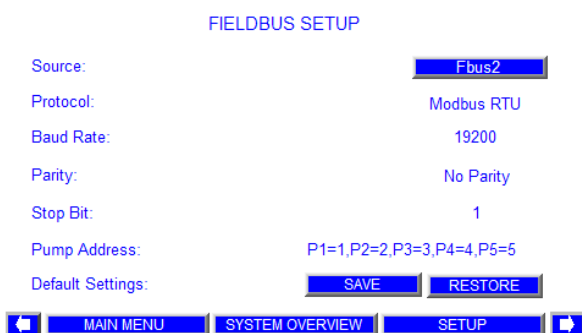 FIELDBUS SETUP
Source: Fbus2
Protocol: Modbus RTU
Baud Rate: 19200
Parity: No Parity
Stop Bit: 1
Pump Address: P1=1,P2=2,P3=3,P4=4,P5=5
Default Settings: SAVE RESTORE
MAIN MENU SYSTEM OVERVIEW SETUP